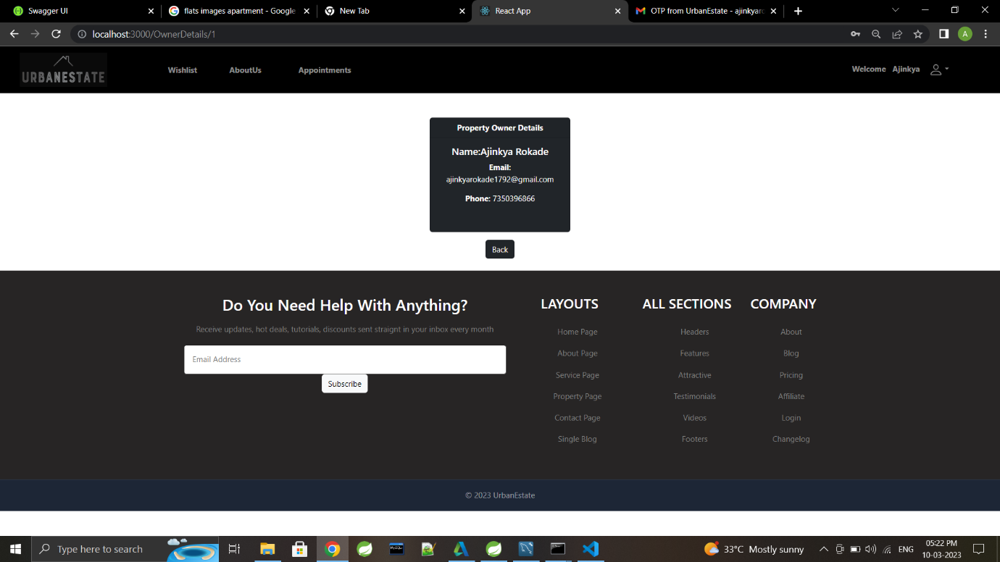 Swagger UI
flats images apartment - Google
New Tab
React App
OTP from UrbanEstate - ajinkyaro
localhost:3000/OwnerDetails/1
A
URBANESTATE
Wishlist
AboutUs
Appointments
Welcome Ajinkya
Property Owner Details
Name:Ajinkya Rokade
Email:
ajinkyarokade1792@gmail.com
Phone: 7350396866
Back
Do You Need Help With Anything?
Receive updates, hot deals, tutorials, discounts sent straignt in your inbox every month
Email Address
Subscribe
LAYOUTS
Home Page
About Page
Service Page
Property Page
Contact Page
Single Blog
ALL SECTIONS
Headers
Features
Attractive
Testimonials
Videos
Footers
COMPANY
About
Blog
Pricing
Affiliate
Login
Changelog
© 2023 UrbanEstate
Type here to search
33°C Mostly sunny
ENG
05:22 PM
10-03-2023